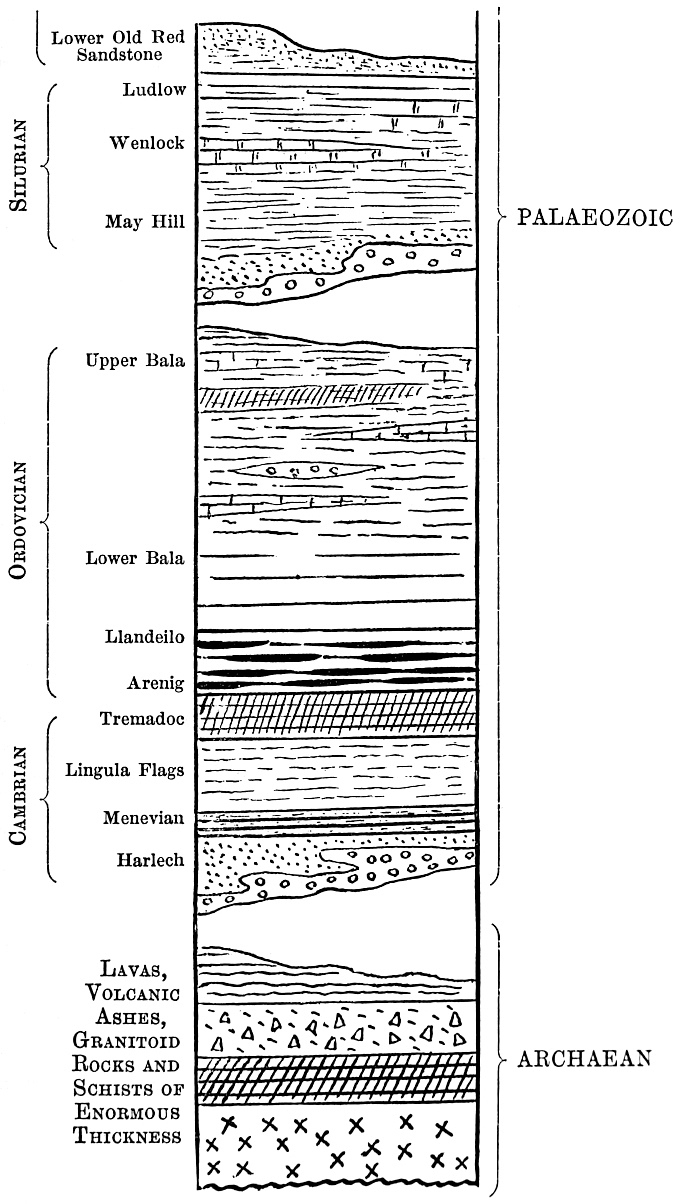 Lower Old Red
Sandstone
SILURIAN
Ludlow
Wenlock
May Hill
PALAEOZOIC
ORDOVICIAN
Upper Bala
Lower Bala
Llandeilo
Arenig
CAMBRIAN
Tremadoc
Lingula Flags
Menevian
Harlech
LAVAS,
VOLCANIC
ASHES,
GRANITOID
ROCKS AND
SCHISTS OF
ENORMOUS
THICKNESS
ARCHAEAN